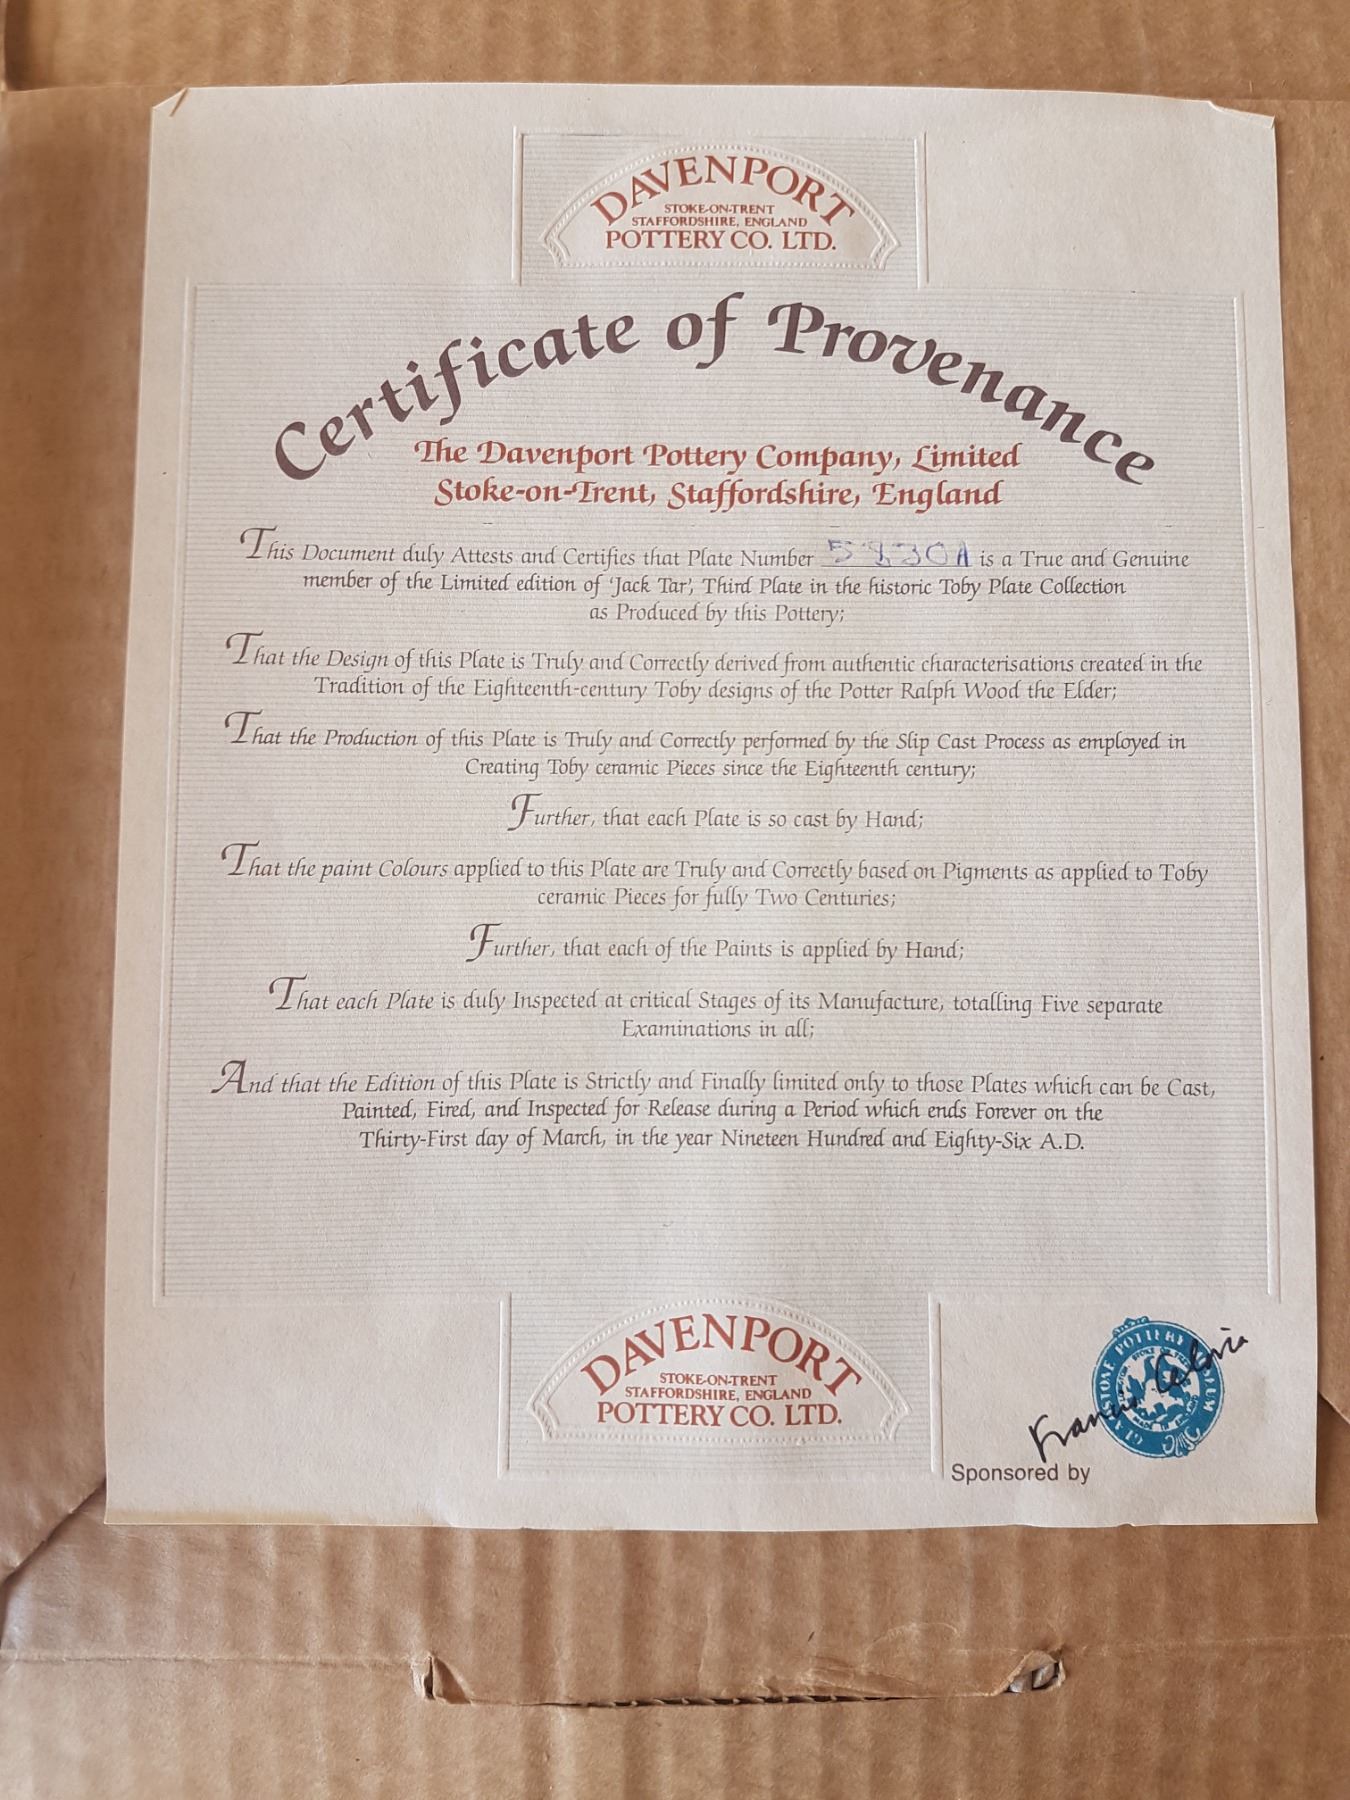 DAVENPORT
STOKE-ON-TRENT
STAFFORDSHIRE, ENGLAND
POTTERY CO. LTD.
Certificate of Provenance
The Davenport Pottery Company, Limited
Stoke-on-Trent, Staffordshire, England
This Document duly Attests and Certifies that Plate Number 5830A is a True and Genuine
member of the Limited edition of 'Jack Tar', Third Plate in the historic Toby Plate Collection
as Produced by this Pottery;
That the Design of this Plate is Truly and Correctly derived from authentic characterisations created in the
Tradition of the Eighteenth-century Toby designs of the Potter Ralph Wood the Elder;
That the Production of this Plate is Truly and Correctly performed by the Slip Cast Process as employed in
Creating Toby ceramic Pieces since the Eighteenth century;
Further, that each Plate is so cast by Hand;
That the paint Colours applied to this Plate are Truly and Correctly based on Pigments as applied to Toby
ceramic Pieces for fully Two Centuries;
Further, that each of the Paints is applied by Hand;
That each Plate is duly Inspected at critical Stages of its Manufacture, totalling Five separate
Examinations in all;
And that the Edition of this Plate is Strictly and Finally limited only to those Plates which can be Cast,
Painted, Fired, and Inspected for Release during a Period which ends Forever on the
Thirty-First day of March, in the year Nineteen Hundred and Eighty-Six A.D.
DAVENPORT
STOKE-ON-TRENT
STAFFORDSHIRE, ENGLAND
POTTERY CO. LTD.
GLADSTONE POTTERY MUSEUM
Francis Celoria
Sponsored by